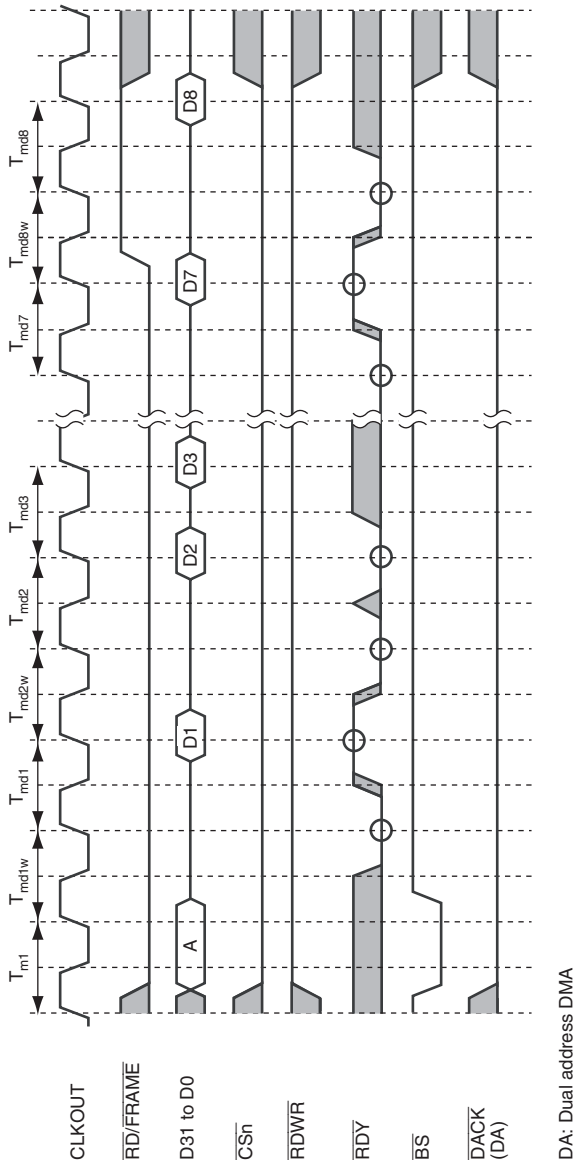 Tm1 Tmd1w Tmd1 Tmd2w Tmd2 Tmd3 Tmd7 Tmd8w Tmd8
CLKOUT
RD/FRAME
D31 to D0 A D1 D2 D3 D7 D8
CSn
RDWR
RDY
BS
DACK
(DA)
DA: Dual address DMA